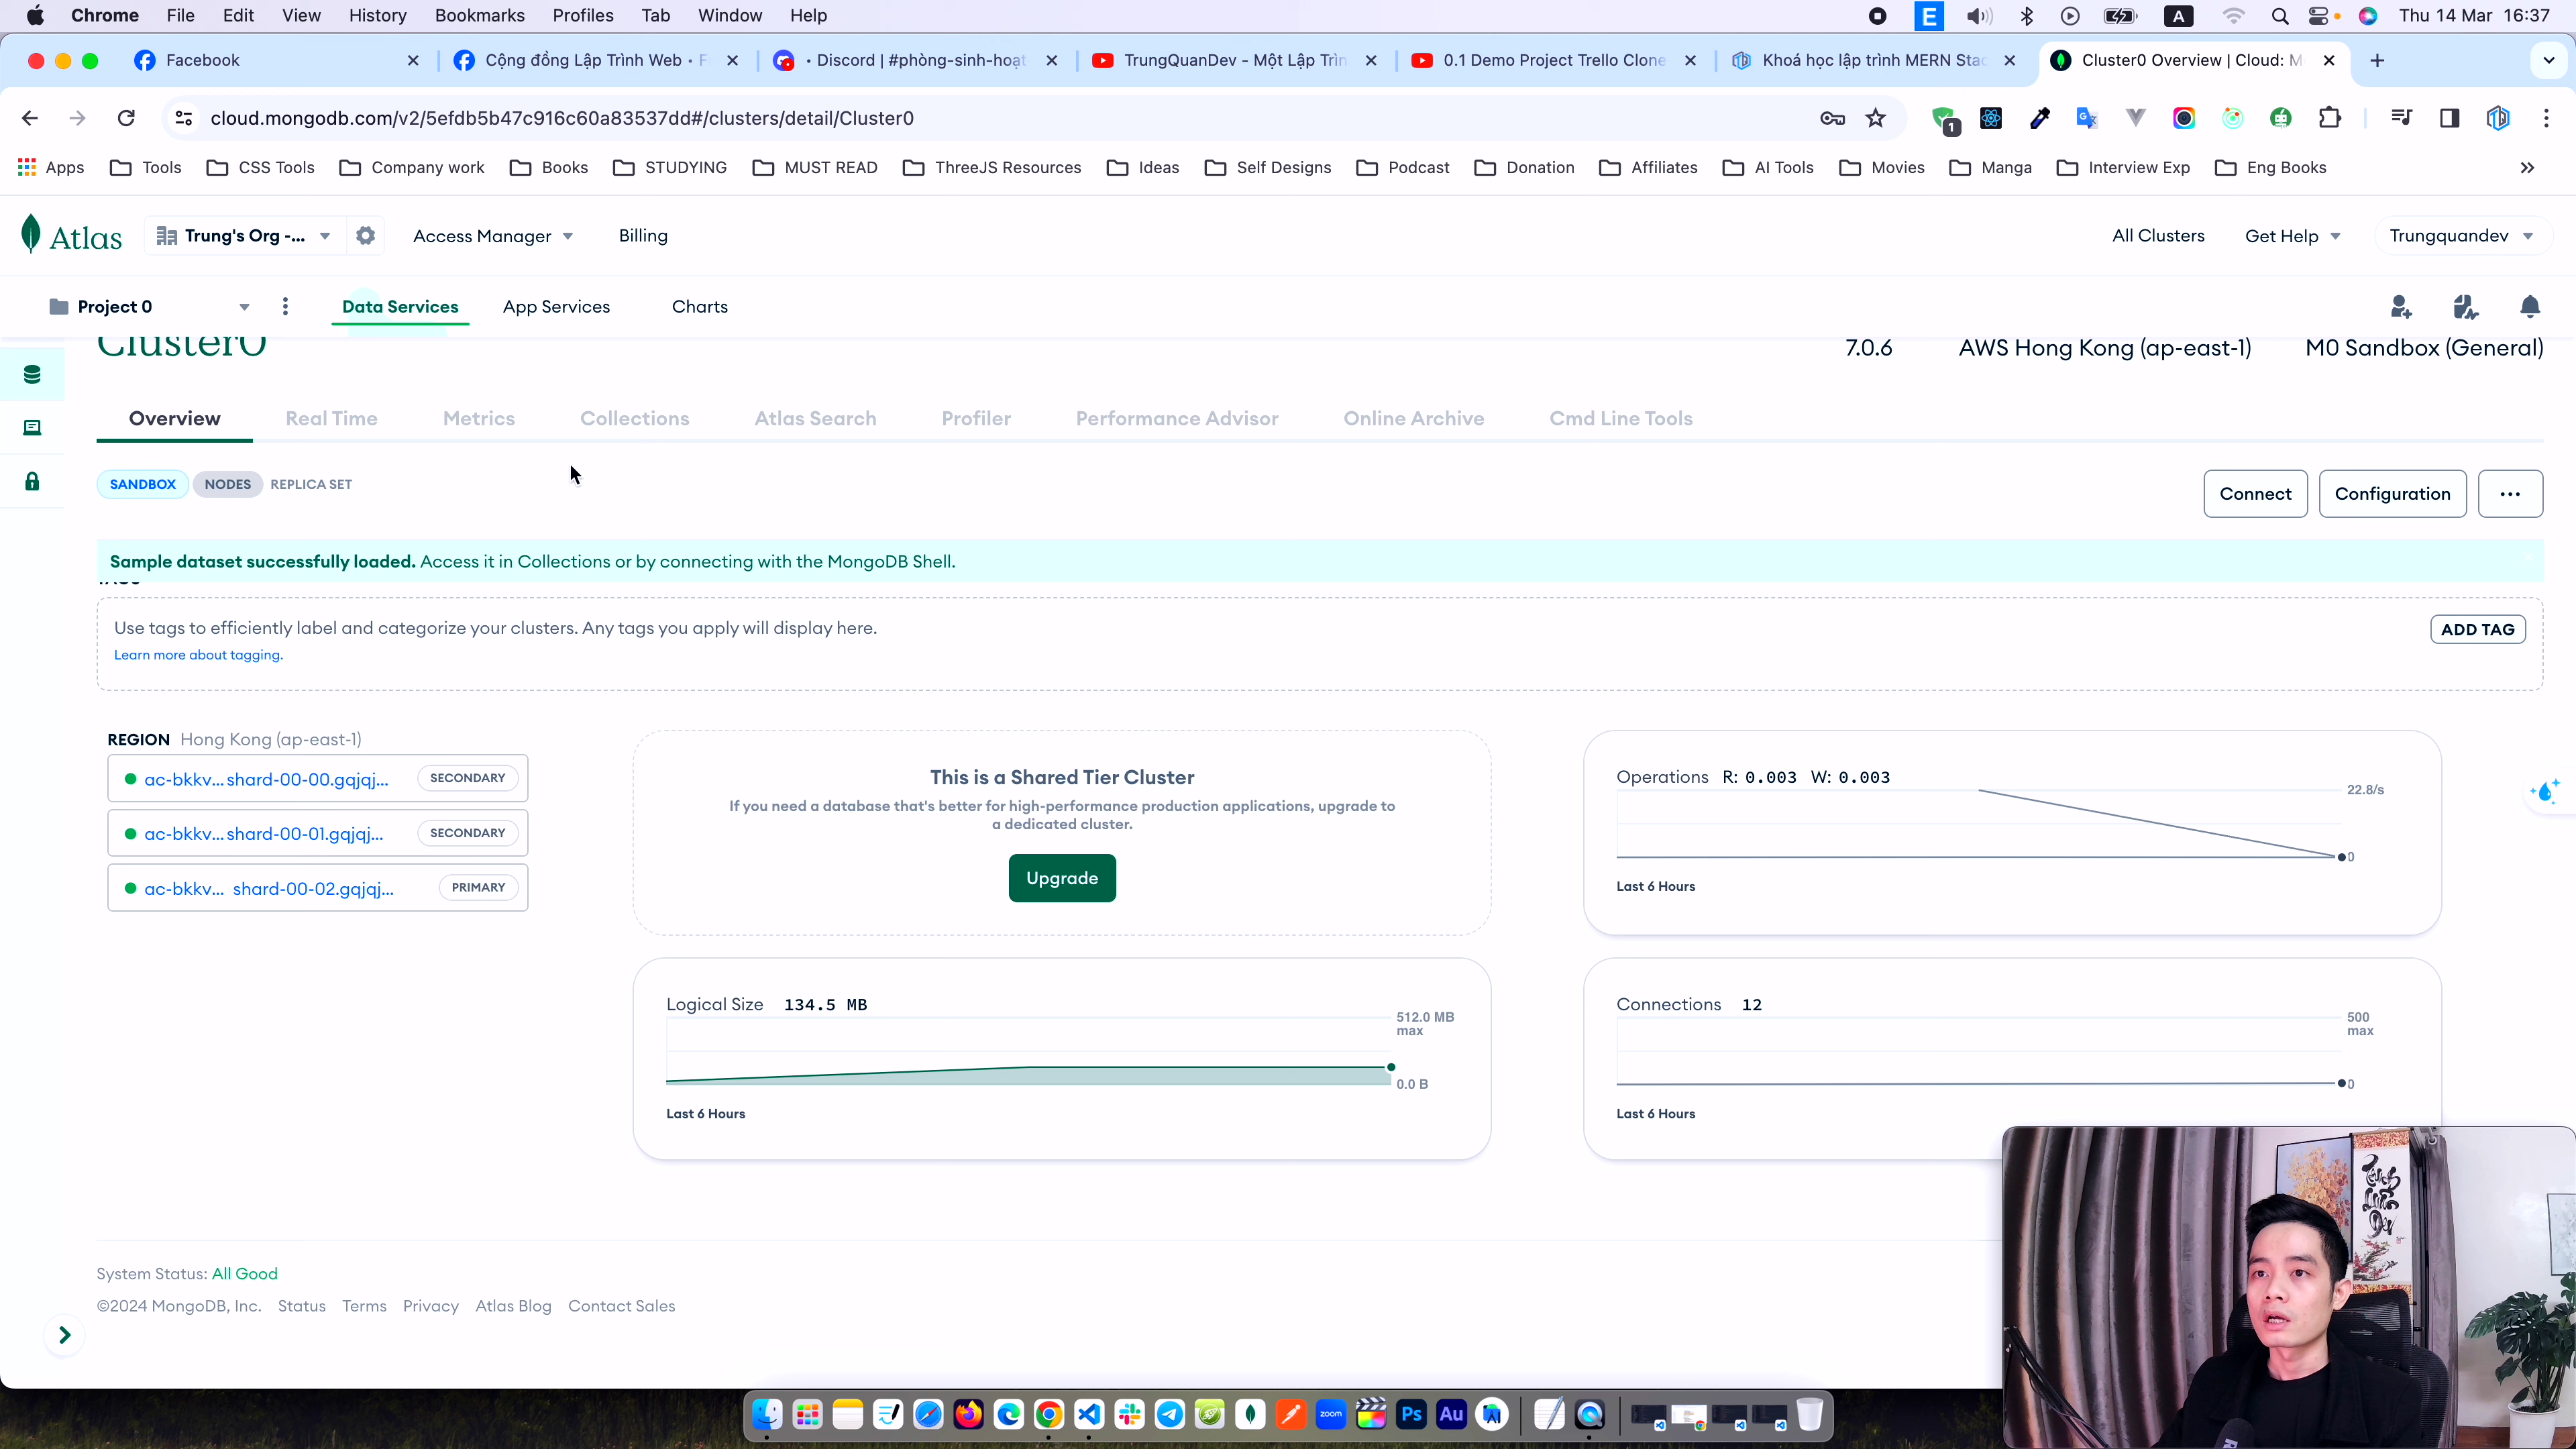 Chrome File Edit View History Bookmarks Profiles Tab Window Help
E A Thu 14 Mar 16:37
Facebook
Cộng đồng Lập Trình Web • F
• Discord | #phòng-sinh-hoạt
TrungQuanDev - Một Lập Trìn
0.1 Demo Project Trello Clone
Khoá học lập trình MERN Stac
Cluster0 Overview | Cloud: M
cloud.mongodb.com/v2/5efdb5b47c916c60a83537dd#/clusters/detail/Cluster0
1
Apps Tools CSS Tools Company work Books STUDYING MUST READ ThreeJS Resources Ideas Self Designs Podcast Donation Affiliates AI Tools Movies Manga Interview Exp Eng Books
Atlas Trung's Org -... Access Manager Billing All Clusters Get Help Trungquandev
Project 0 Data Services App Services Charts
Cluster0 7.0.6 AWS Hong Kong (ap-east-1) M0 Sandbox (General)
Overview Real Time Metrics Collections Atlas Search Profiler Performance Advisor Online Archive Cmd Line Tools
SANDBOX NODES REPLICA SET
Connect Configuration ...
Sample dataset successfully loaded. Access it in Collections or by connecting with the MongoDB Shell.
Use tags to efficiently label and categorize your clusters. Any tags you apply will display here.
ADD TAG
Learn more about tagging.
REGION Hong Kong (ap-east-1)
ac-bkkv... shard-00-00.gqjqj... SECONDARY
ac-bkkv... shard-00-01.gqjqj... SECONDARY
ac-bkkv... shard-00-02.gqjqj... PRIMARY
This is a Shared Tier Cluster
If you need a database that's better for high-performance production applications, upgrade to
a dedicated cluster.
Upgrade
Operations R: 0.003 W: 0.003
22.8/s
0
Last 6 Hours
Logical Size 134.5 MB
512.0 MB
max
0.0 B
Last 6 Hours
Connections 12
500
max
0
Last 6 Hours
System Status: All Good
©2024 MongoDB, Inc. Status Terms Privacy Atlas Blog Contact Sales
zoom Ps Au